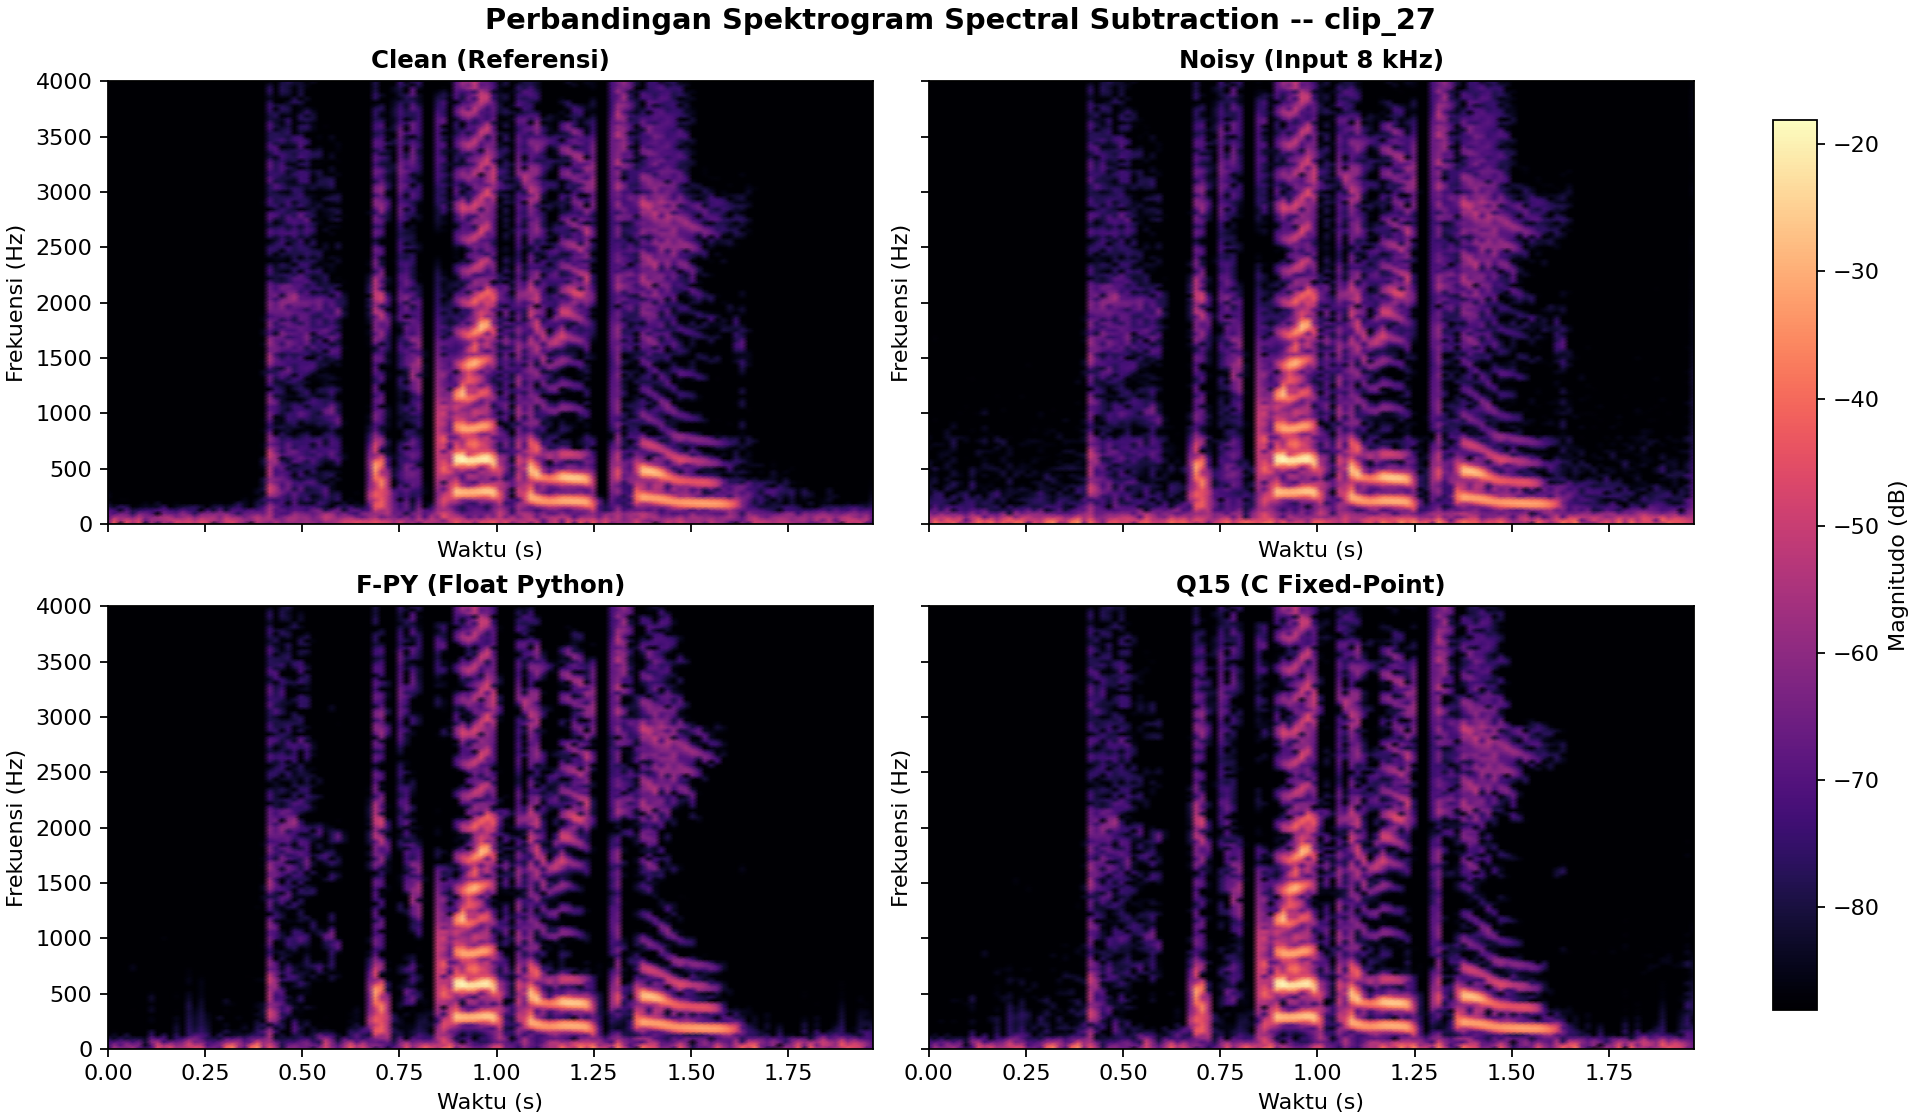 Perbandingan Spektrogram Spectral Subtraction -- clip_27
Clean (Referensi)
Noisy (Input 8 kHz)
4000
3500
3000
2500
2000
1500
1000
500
0
Frekuensi (Hz)
Waktu (s)
Frekuensi (Hz)
Waktu (s)
F-PY (Float Python)
Q15 (C Fixed-Point)
4000
3500
3000
2500
2000
1500
1000
500
0
Frekuensi (Hz)
0.00 0.25 0.50 0.75 1.00 1.25 1.50 1.75
Waktu (s)
Frekuensi (Hz)
0.00 0.25 0.50 0.75 1.00 1.25 1.50 1.75
Waktu (s)
−20
−30
−40
−50
−60
−70
−80
Magnitudo (dB)